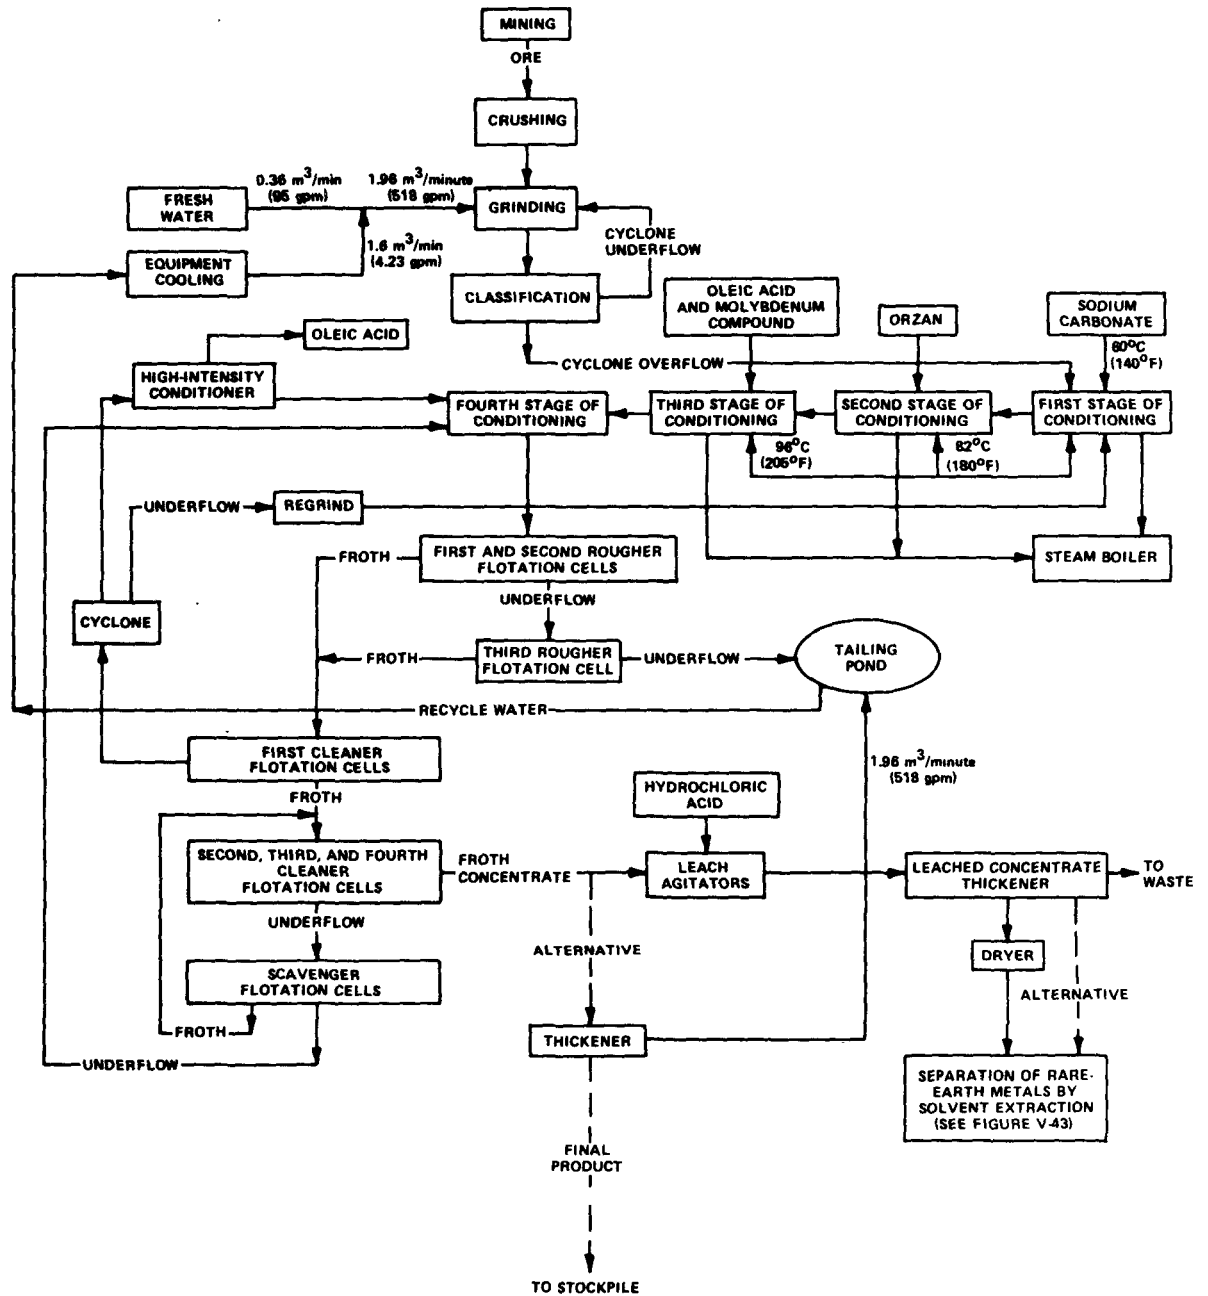 MINING
ORE
CRUSHING
0.36 m3/min
(95 gpm)
1.96 m3/minute
(518 gpm)
FRESH
WATER
GRINDING
CYCLONE
UNDERFLOW
1.6 m3/min
(4.23 gpm)
EQUIPMENT
COOLING
CLASSIFICATION
OLEIC ACID
AND MOLYBDENUM
COMPOUND
ORZAN
SODIUM
CARBONATE
60°C
(140°F)
OLEIC ACID
CYCLONE OVERFLOW
HIGH-INTENSITY
CONDITIONER
FOURTH STAGE OF
CONDITIONING
THIRD STAGE OF
CONDITIONING
SECOND STAGE OF
CONDITIONING
FIRST STAGE OF
CONDITIONING
96°C
(205°F)
82°C
(180°F)
UNDERFLOW
REGRIND
FROTH
FIRST AND SECOND ROUGHER
FLOTATION CELLS
STEAM BOILER
UNDERFLOW
CYCLONE
FROTH
THIRD ROUGHER
FLOTATION CELL
UNDERFLOW
TAILING
POND
RECYCLE WATER
FIRST CLEANER
FLOTATION CELLS
1.96 m3/minute
(518 gpm)
FROTH
HYDROCHLORIC
ACID
SECOND, THIRD, AND FOURTH
CLEANER
FLOTATION CELLS
FROTH
CONCENTRATE
LEACH
AGITATORS
LEACHED CONCENTRATE
THICKENER
TO
WASTE
UNDERFLOW
ALTERNATIVE
DRYER
SCAVENGER
FLOTATION CELLS
ALTERNATIVE
FROTH
THICKENER
UNDERFLOW
SEPARATION OF RARE-
EARTH METALS BY
SOLVENT EXTRACTION
(SEE FIGURE V-43)
FINAL
PRODUCT
TO STOCKPILE